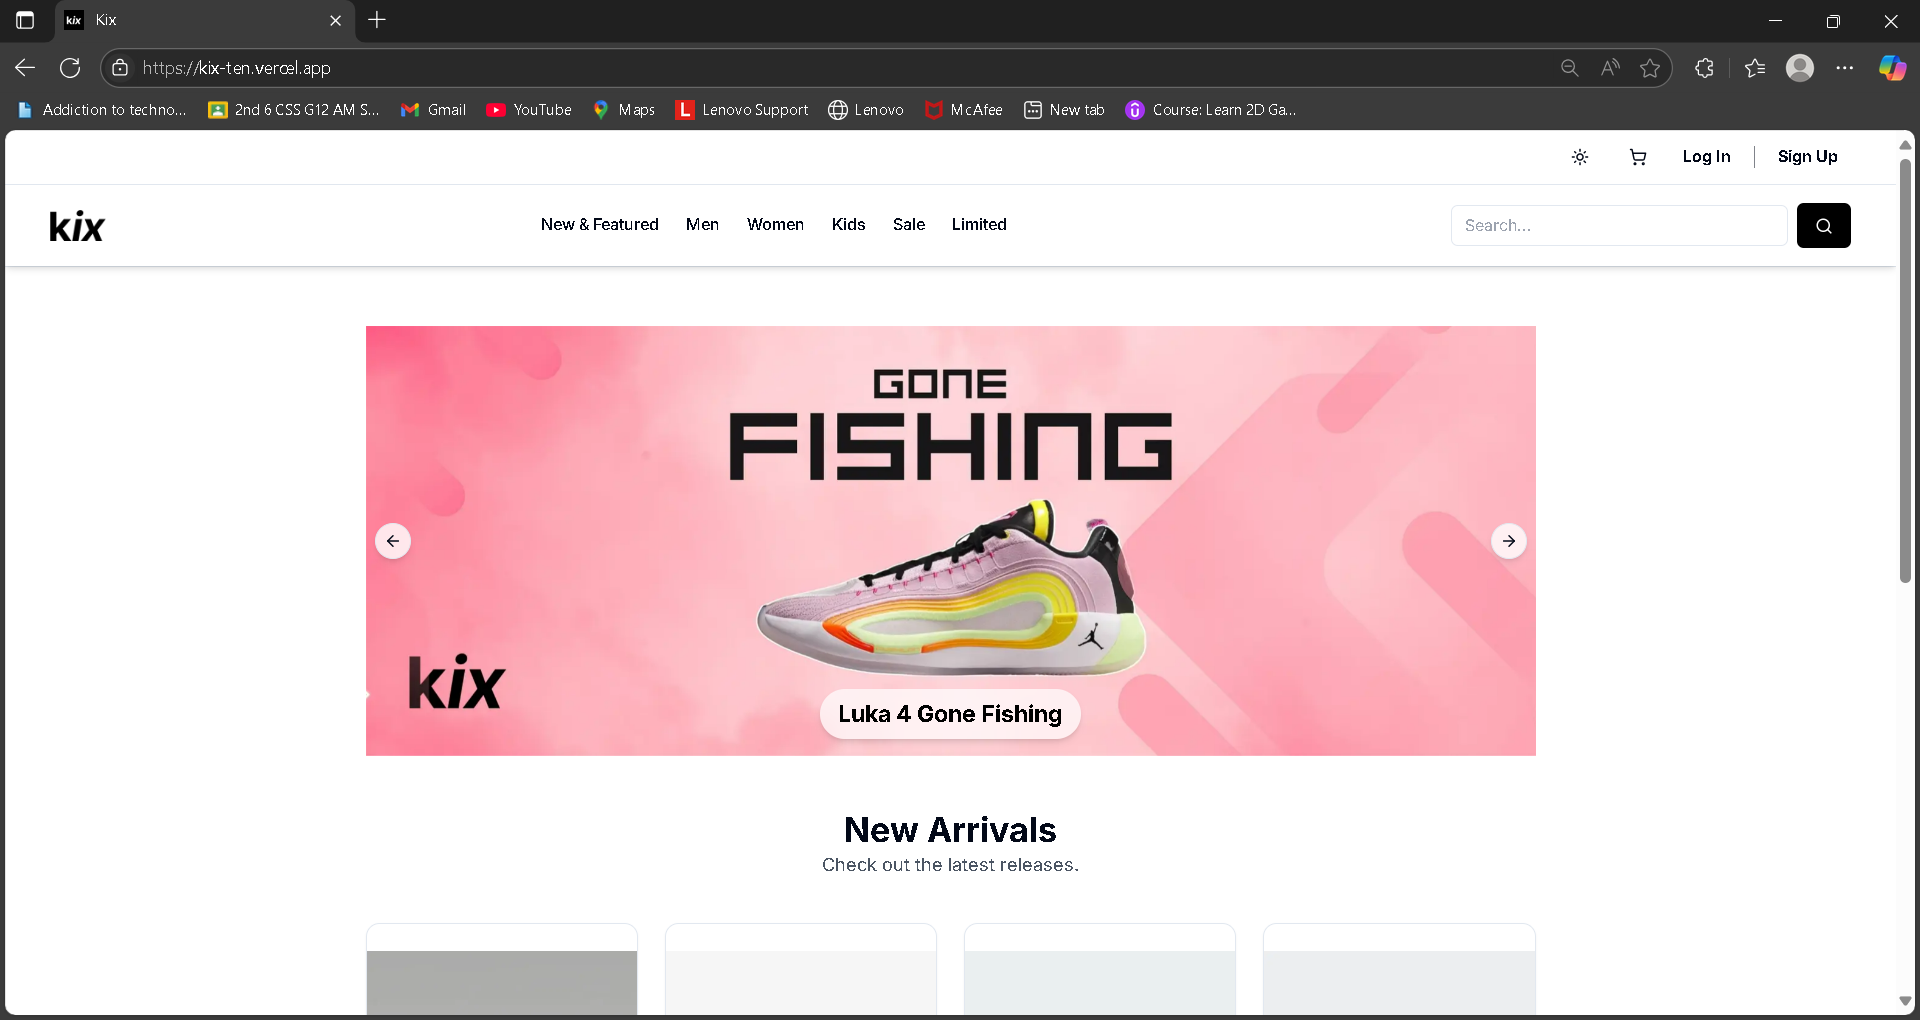 kix Kix
https://kix-ten.vercel.app
Addiction to techno... 2nd 6 CSS G12 AM S... Gmail YouTube Maps Lenovo Support Lenovo McAfee New tab Course: Learn 2D Ga...
Log In Sign Up
kix New & Featured Men Women Kids Sale Limited Search...
GONE
FISHING
kix
Luka 4 Gone Fishing
New Arrivals
Check out the latest releases.